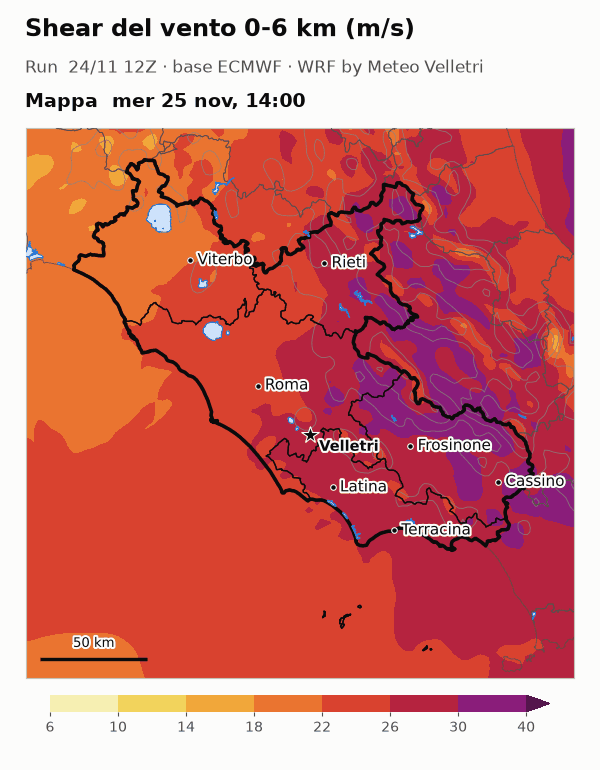 Shear del vento 0-6 km (m/s)
Run  24/11 12Z · base ECMWF · WRF by Meteo Velletri
Mappa  mer 25 nov, 14:00
Viterbo
Rieti
Roma
Velletri
Frosinone
Cassino
Latina
Terracina
50 km
6 10 14 18 22 26 30 40